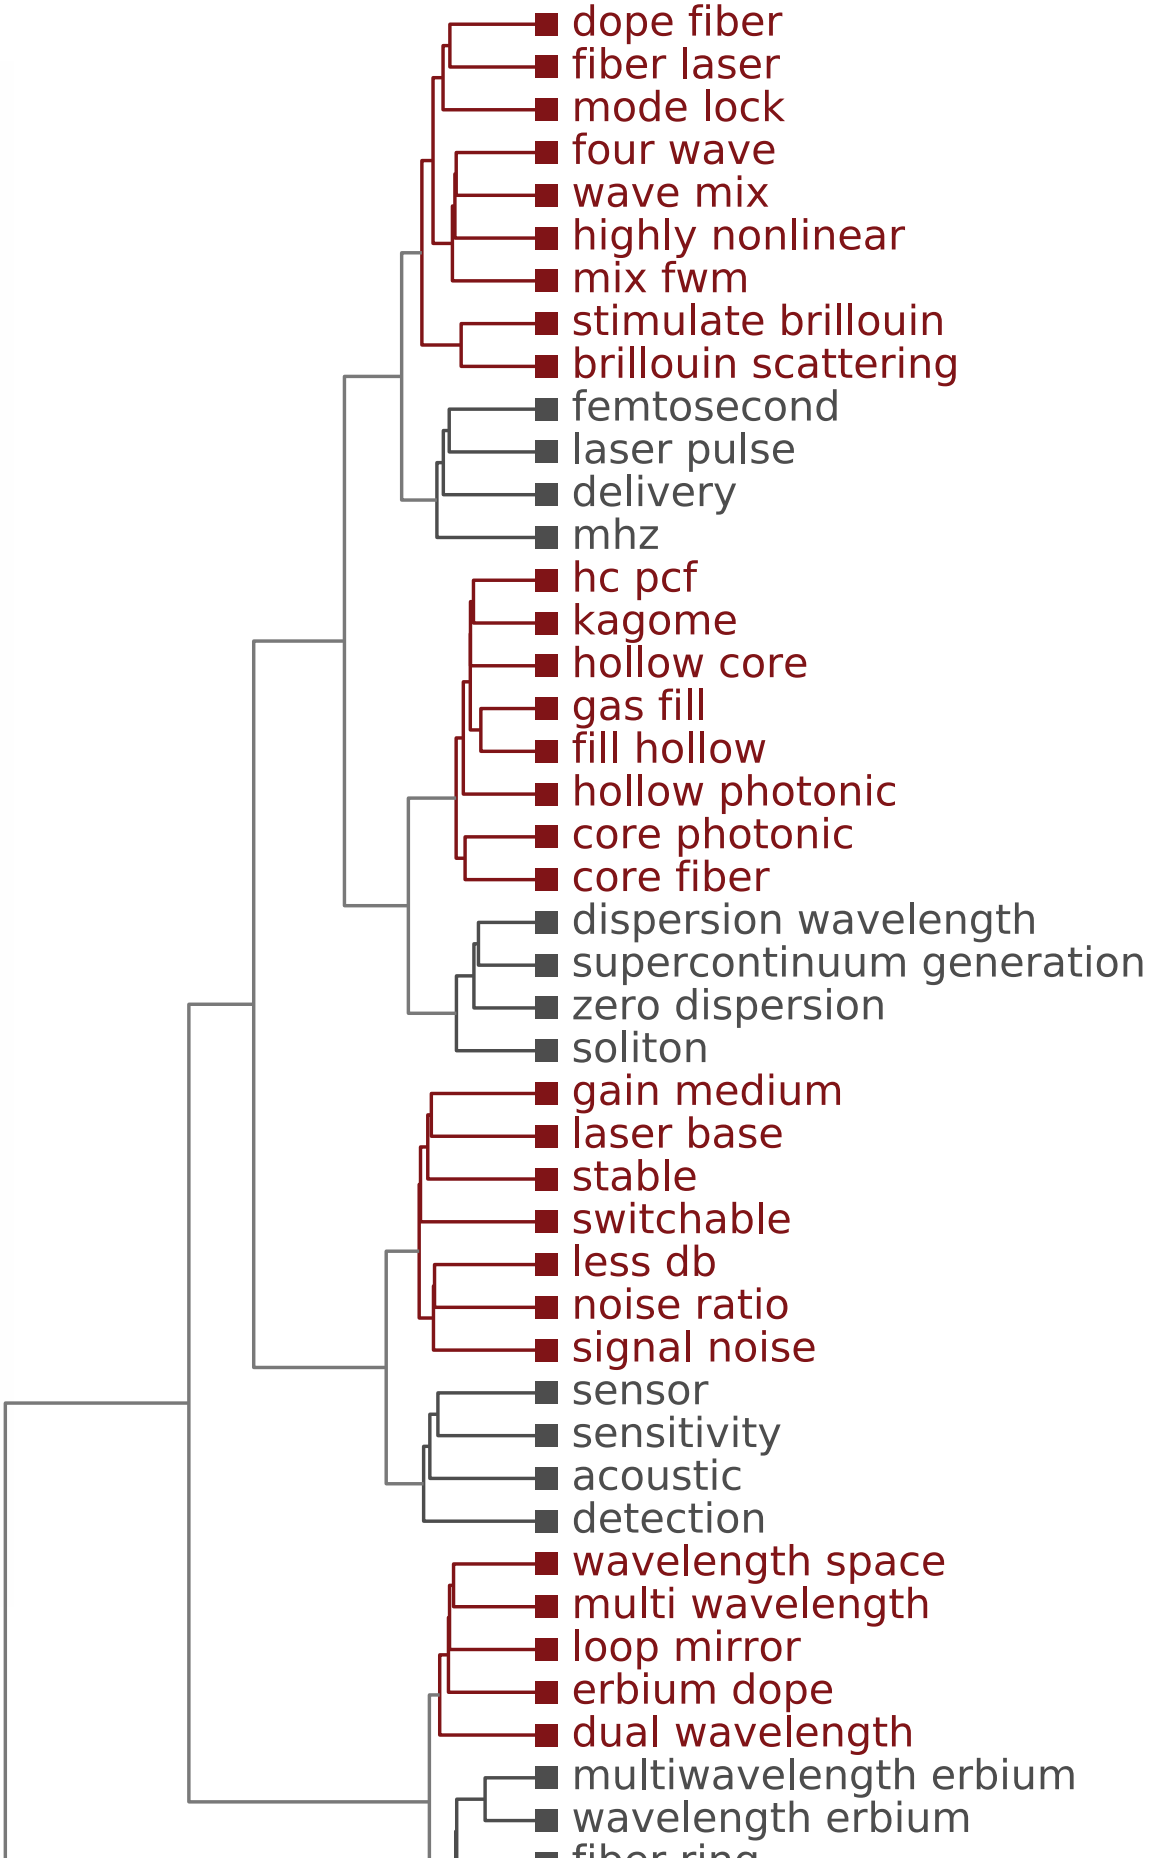 dope fiber
fiber laser
mode lock
four wave
wave mix
highly nonlinear
mix fwm
stimulate brillouin
brillouin scattering
femtosecond
laser pulse
delivery
mhz
hc pcf
kagome
hollow core
gas fill
fill hollow
hollow photonic
core photonic
core fiber
dispersion wavelength
supercontinuum generation
zero dispersion
soliton
gain medium
laser base
stable
switchable
less db
noise ratio
signal noise
sensor
sensitivity
acoustic
detection
wavelength space
multi wavelength
loop mirror
erbium dope
dual wavelength
multiwavelength erbium
wavelength erbium
fiber ring